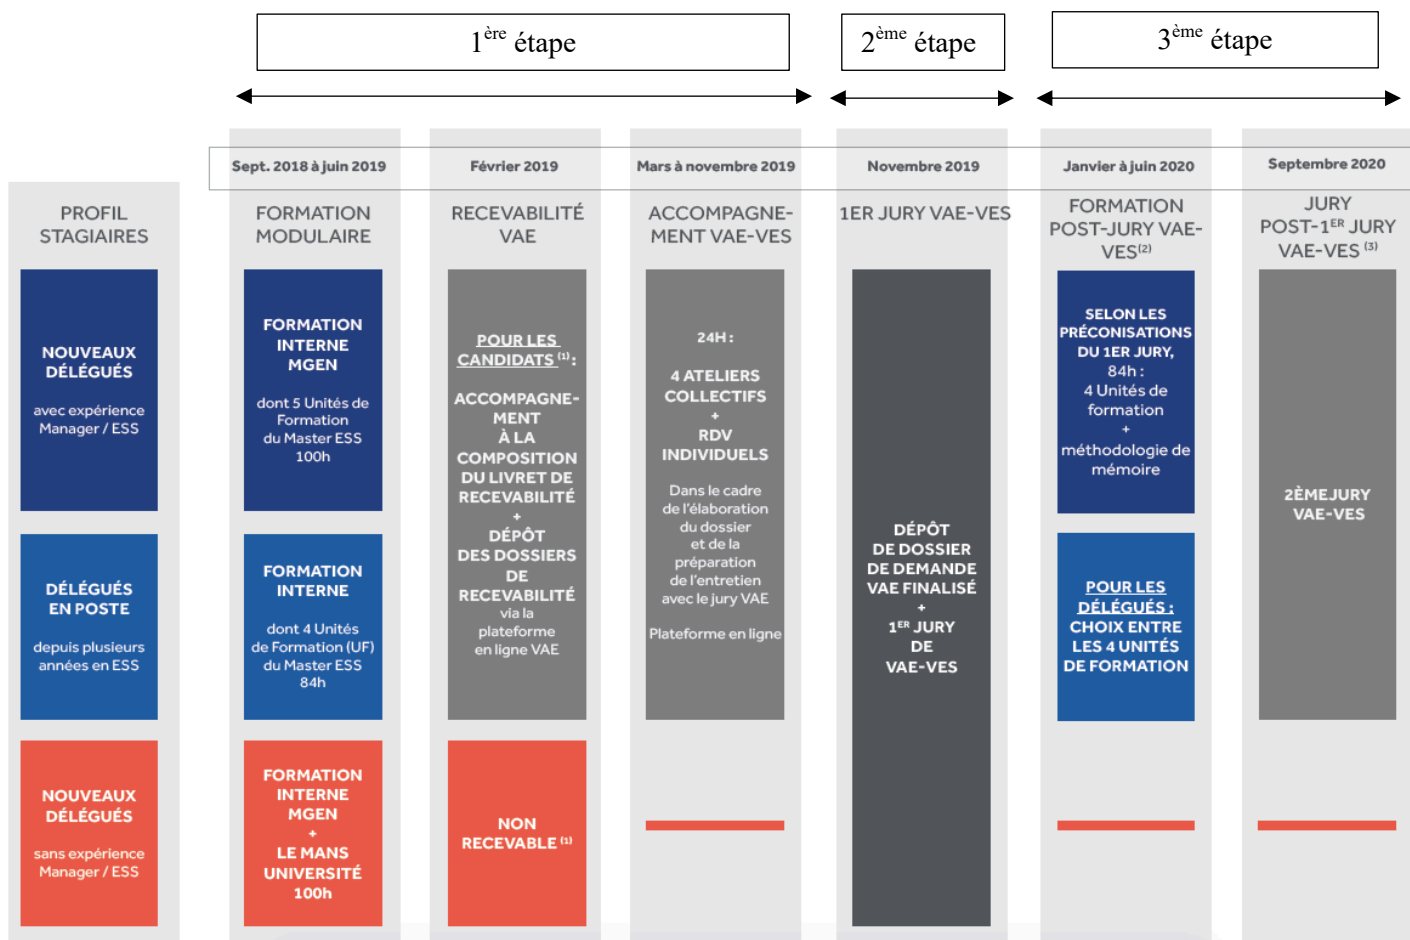 1ère étape
2ème étape
3ème étape
Sept. 2018 à juin 2019
Février 2019
Mars à novembre 2019
Novembre 2019
Janvier à juin 2020
Septembre 2020
PROFIL
STAGIAIRES
FORMATION
MODULAIRE
RECEVABILITÉ
VAE
ACCOMPAGNE-
MENT VAE-VES
1ER JURY VAE-VES
FORMATION
POST-JURY VAE-
VES(2)
JURY
POST-1ER JURY
VAE-VES (3)
NOUVEAUX
DÉLÉGUÉS
avec expérience
Manager / ESS
FORMATION
INTERNE
MGEN
dont 5 Unités de
Formation
du Master ESS
100h
POUR LES
CANDIDATS (1) :
ACCOMPAGNE-
MENT
À LA
COMPOSITION
DU LIVRET DE
RECEVABILITÉ
+
DÉPÔT
DES DOSSIERS
DE
RECEVABILITÉ
via la
plateforme
en ligne VAE
24H :
4 ATELIERS
COLLECTIFS
+
RDV
INDIVIDUELS
Dans le cadre
de l'élaboration
du dossier
et de la
préparation
de l'entretien
avec le jury VAE
Plateforme en ligne
DÉPÔT
DE DOSSIER
DE DEMANDE
VAE FINALISÉ
+
1ER JURY
DE
VAE-VES
SELON LES
PRÉCONISATIONS
DU 1ER JURY,
84h :
4 Unités de
formation
+
méthodologie de
mémoire
2ÈMEJURY
VAE-VES
DÉLÉGUÉS
EN POSTE
depuis plusieurs
années en ESS
FORMATION
INTERNE
dont 4 Unités
de Formation (UF)
du Master ESS
84h
POUR LES
DÉLÉGUÉS :
CHOIX ENTRE
LES 4 UNITÉS
DE FORMATION
NOUVEAUX
DÉLÉGUÉS
sans expérience
Manager / ESS
FORMATION
INTERNE
MGEN
+
LE MANS
UNIVERSITÉ
100h
NON
RECEVABLE (1)